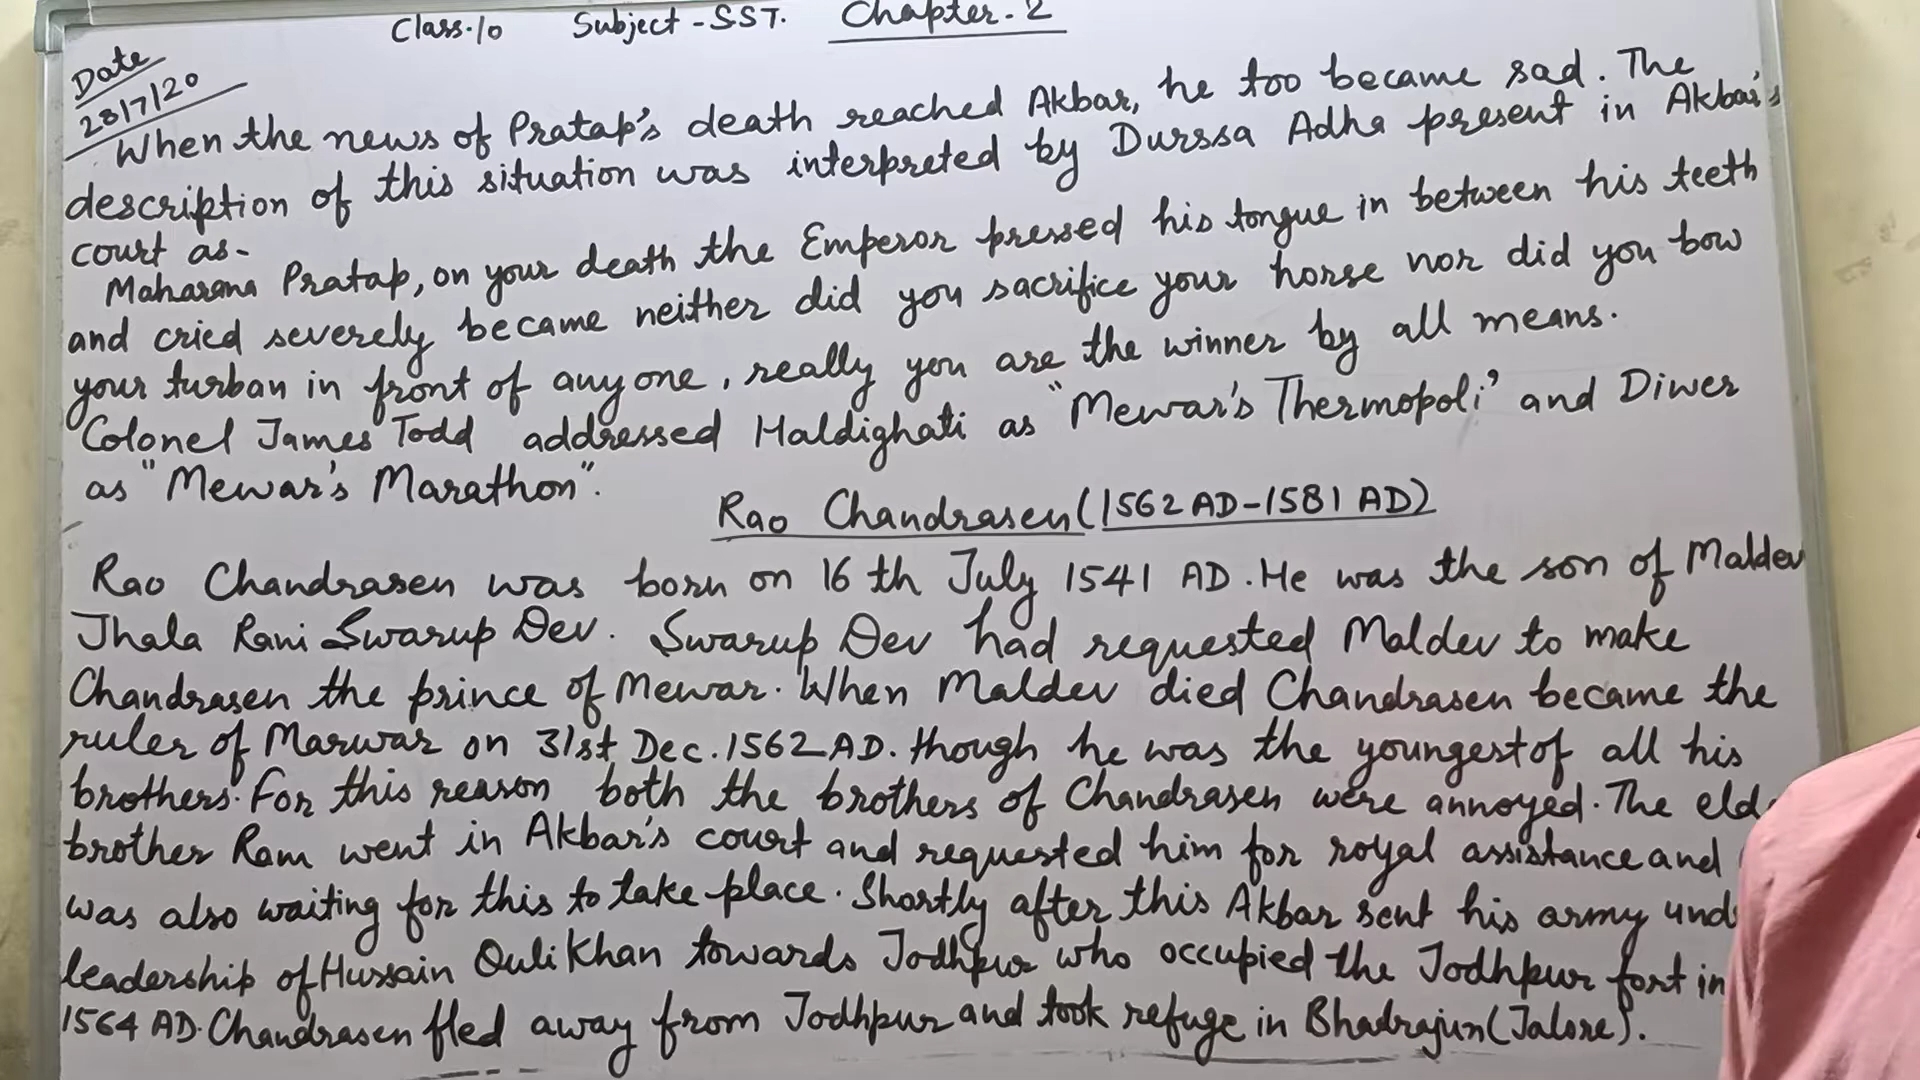 Class.10 Subject-SST. Chapter-2
Date
28/7/20
When the news of Pratap's death reached Akbar, he too became sad. The
description of this situation was interpreted by Durssa Adha present in Akbar's
court as-
Maharana Pratap, on your death the Emperor pressed his tongue in between his teeth
and cried severely became neither did you sacrifice your horse nor did you bow
your turban in front of anyone, really you are the winner by all means.
Colonel James Todd addressed Haldighati as "Mewar's Thermopoli" and Diwer
as "Mewar's Marathon".
Rao Chandrasen (1562 AD-1581 AD)
Rao Chandrasen was born on 16 th July 1541 AD. He was the son of Maldev
Jhala Rani Swarup Dev. Swarup Dev had requested Maldev to make
Chandrasen the prince of Mewar. When Maldev died Chandrasen became the
ruler of Marwar on 31st Dec. 1562 AD. though he was the youngest of all his
brothers. For this reason both the brothers of Chandrasen were annoyed. The
brother Ram went in Akbar's court and requested him for royal assistance and
was also waiting for this to take place. Shortly after this Akbar sent his army
leadership of Hussain Quli Khan towards Jodhpur who occupied the Jodhpur fort in
1564 AD. Chandrasen fled away from Jodhpur and took refuge in Bhadrajun (Jalore).